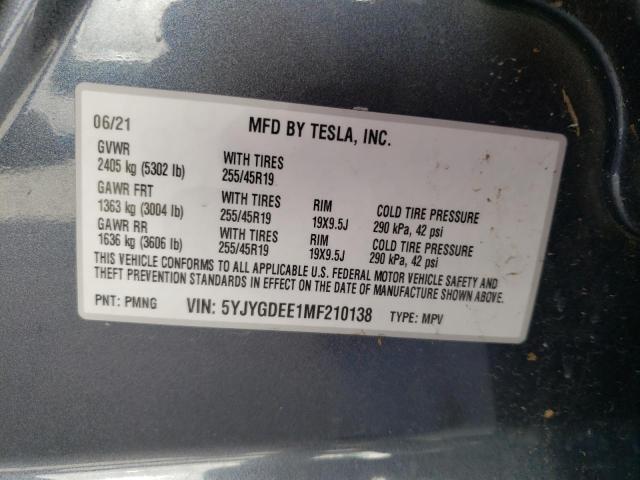 06/21 MFD BY TESLA, INC.
GVWR
2405 kg (5302 lb) WITH TIRES
255/45R19
GAWR FRT
1363 kg (3004 lb) WITH TIRES
255/45R19 RIM
19X9.5J COLD TIRE PRESSURE
290 kPa, 42 psi
GAWR RR
1636 kg (3606 lb) WITH TIRES
255/45R19 RIM
19X9.5J COLD TIRE PRESSURE
290 kPa, 42 psi
THIS VEHICLE CONFORMS TO ALL APPLICABLE U.S. FEDERAL MOTOR VEHICLE SAFETY AND
THEFT PREVENTION STANDARDS IN EFFECT ON THE DATE OF MANUFACTURE SHOWN ABOVE.
PNT: PMNG VIN: 5YJYGDEE1MF210138 TYPE: MPV